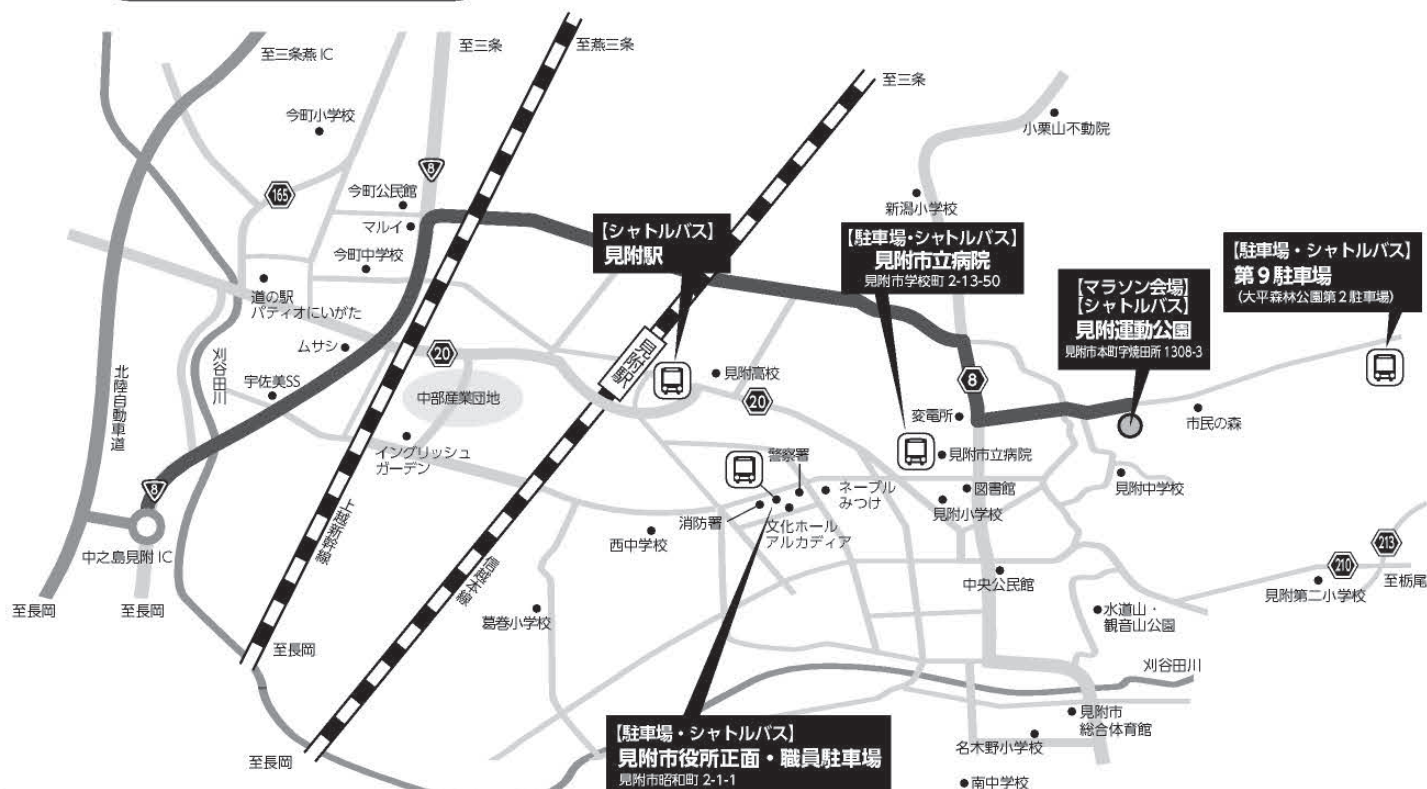 至三条燕IC
至三条
至燕三条
至三条
今町小学校
小栗山不動院
8
165
今町公民館
マルイ
今町中学校
新潟小学校
【シャトルバス】
見附駅
【駐車場・シャトルバス】
見附市立病院
見附市学校町 2-13-50
【マラソン会場】
【シャトルバス】
見附運動公園
見附市本町字焼田所 1308-3
【駐車場・シャトルバス】
第9駐車場
(大平森林公園第2駐車場)
道の駅
パティオにいがた
ムサシ
20
見附駅
見附高校
20
8
北陸自動車道
刈谷田川
宇佐美SS
中部産業団地
変電所
市民の森
イングリッシュ
ガーデン
警察署
見附市立病院
ネーブル
みつけ
図書館
見附中学校
8
消防署
文化ホール
アルカディア
見附小学校
上越新幹線
西中学校
中之島見附IC
信越本線
213
210
中央公民館
至栃尾
見附第二小学校
至長岡
至長岡
葛巻小学校
水道山・
観音山公園
至長岡
刈谷田川
【駐車場・シャトルバス】
見附市役所正面・職員駐車場
見附市昭和町 2-1-1
見附市
総合体育館
名木野小学校
至長岡
南中学校